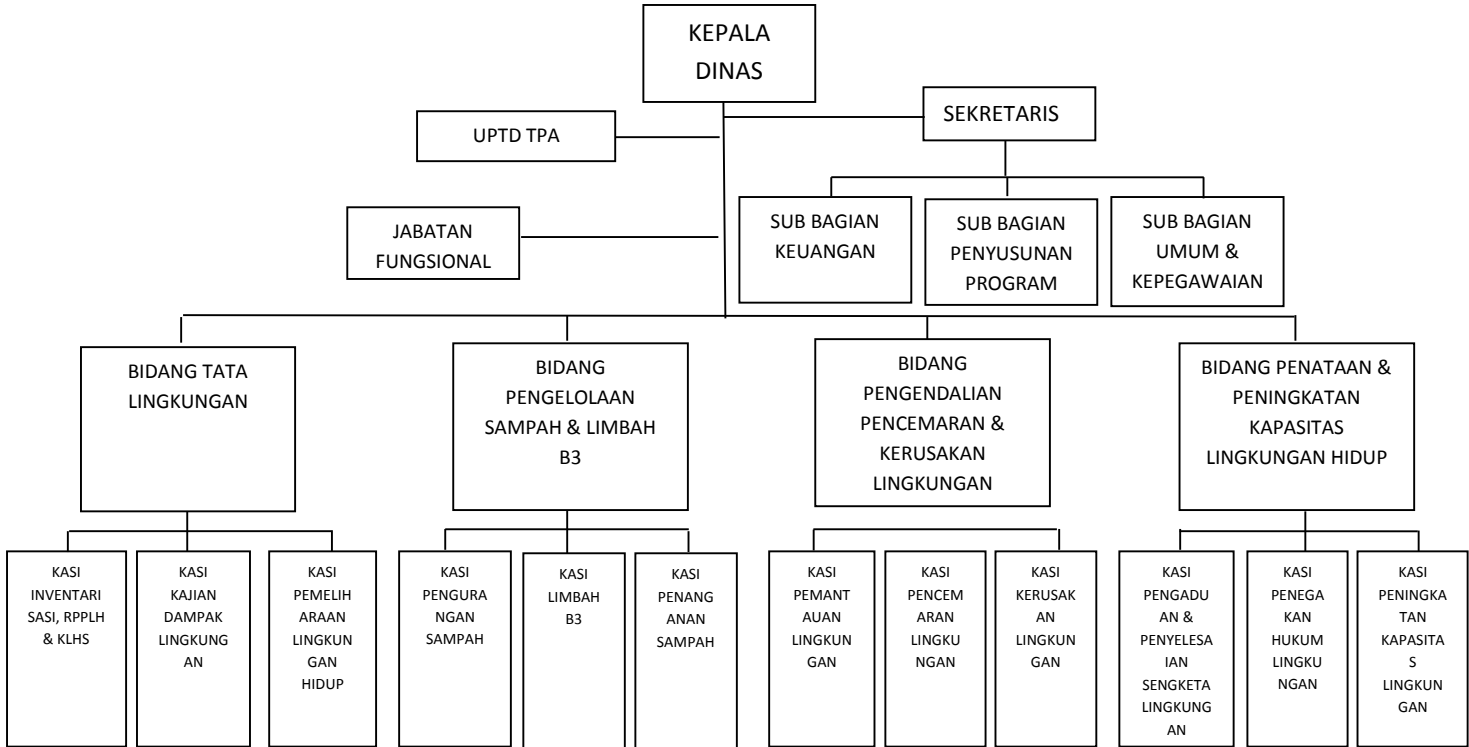 KEPALA
DINAS
SEKRETARIS
UPTD TPA
JABATAN
FUNGSIONAL
SUB BAGIAN
KEUANGAN
SUB BAGIAN
PENYUSUNAN
PROGRAM
SUB BAGIAN
UMUM &
KEPEGAWAIAN
BIDANG TATA
LINGKUNGAN
BIDANG
PENGELOLAAN
SAMPAH & LIMBAH
B3
BIDANG
PENGENDALIAN
PENCEMARAN &
KERUSAKAN
LINGKUNGAN
BIDANG PENATAAN &
PENINGKATAN
KAPASITAS
LINGKUNGAN HIDUP
KASI
INVENTARI
SASI, RPPLH
& KLHS
KASI
KAJIAN
DAMPAK
LINGKUNG
AN
KASI
PEMELIH
ARAAN
LINGKUN
GAN
HIDUP
KASI
PENGURA
NGAN
SAMPAH
KASI
LIMBAH
B3
KASI
PENANG
ANAN
SAMPAH
KASI
PEMANT
AUAN
LINGKUN
GAN
KASI
PENCEM
ARAN
LINGKU
NGAN
KASI
KERUSAK
AN
LINGKUN
GAN
KASI
PENGADU
AN &
PENYELESA
IAN
SENGKETA
LINGKUNG
AN
KASI
PENEGA
KAN
HUKUM
LINGKU
NGAN
KASI
PENINGKA
TAN
KAPASITA
S
LINGKUN
GAN